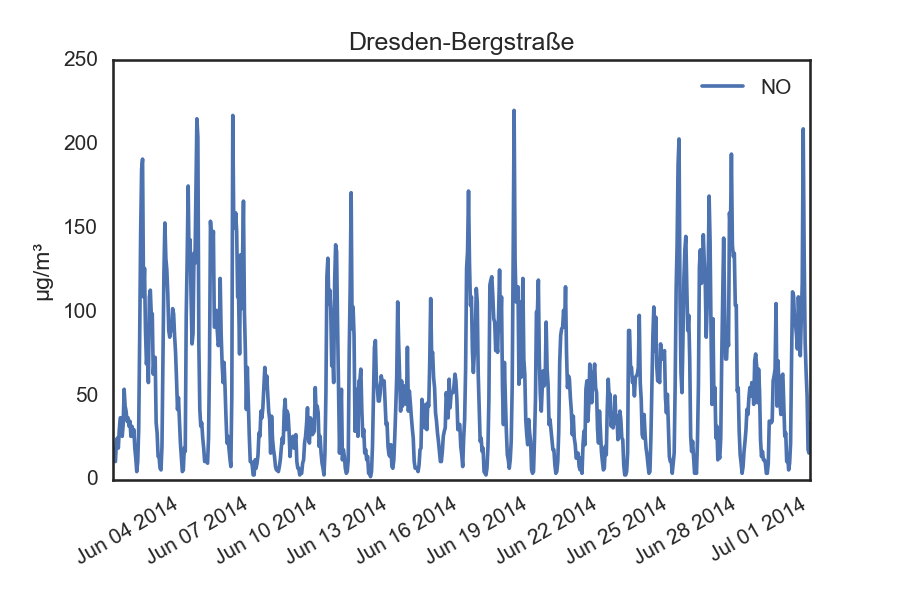 Dresden-Bergstraße
250
200
150
100
50
0
µg/m³
NO
Jun 04 2014
Jun 07 2014
Jun 10 2014
Jun 13 2014
Jun 16 2014
Jun 19 2014
Jun 22 2014
Jun 25 2014
Jun 28 2014
Jul 01 2014